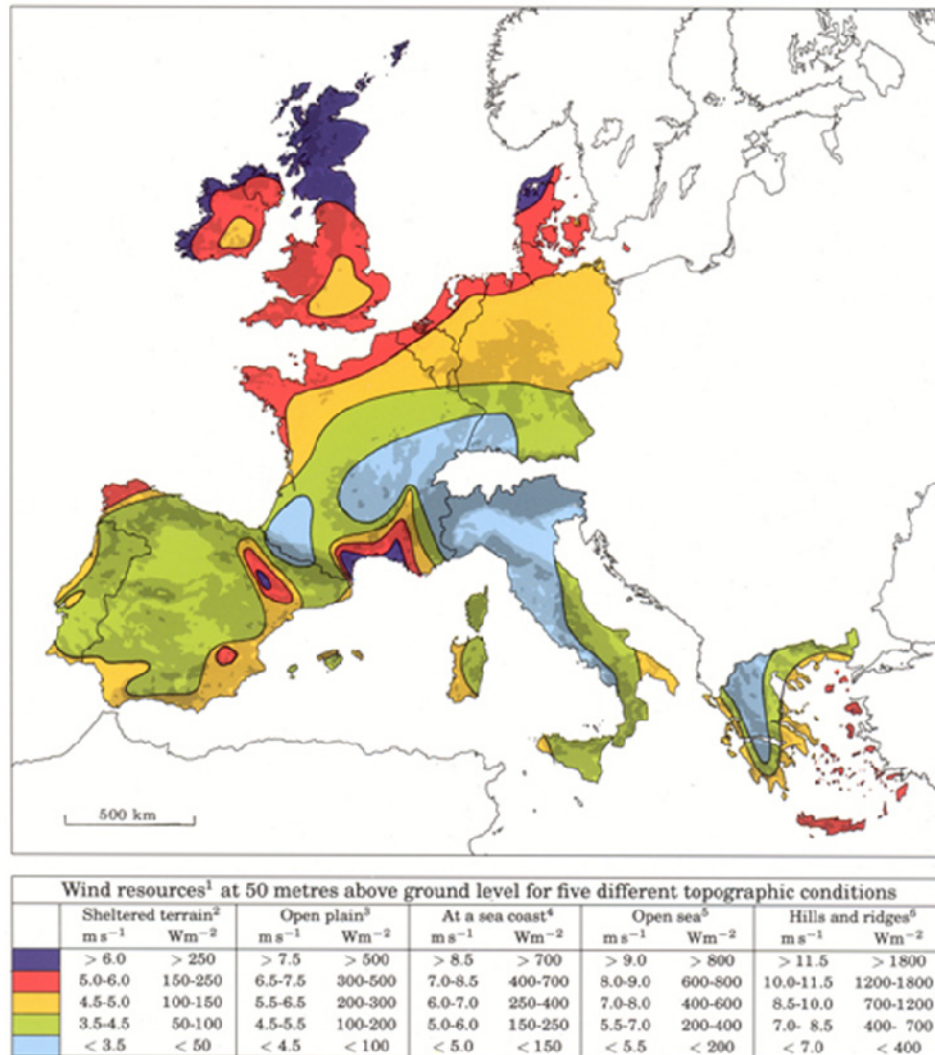 500 km
Wind resources¹ at 50 metres above ground level for five different topographic conditions
Sheltered terrain² Open plain³ At a sea coast⁴ Open sea⁵ Hills and ridges⁶
m s⁻¹ Wm⁻² m s⁻¹ Wm⁻² m s⁻¹ Wm⁻² m s⁻¹ Wm⁻² m s⁻¹ Wm⁻²
> 6.0 > 250 > 7.5 > 500 > 8.5 > 700 > 9.0 > 800 > 11.5 > 1800
5.0-6.0 150-250 6.5-7.5 300-500 7.0-8.5 400-700 8.0-9.0 600-800 10.0-11.5 1200-1800
4.5-5.0 100-150 5.5-6.5 200-300 6.0-7.0 250-400 7.0-8.0 400-600 8.5-10.0 700-1200
3.5-4.5 50-100 4.5-5.5 100-200 5.0-6.0 150-250 5.5-7.0 200-400 7.0- 8.5 400- 700
< 3.5 < 50 < 4.5 < 100 < 5.0 < 150 < 5.5 < 200 < 7.0 < 400